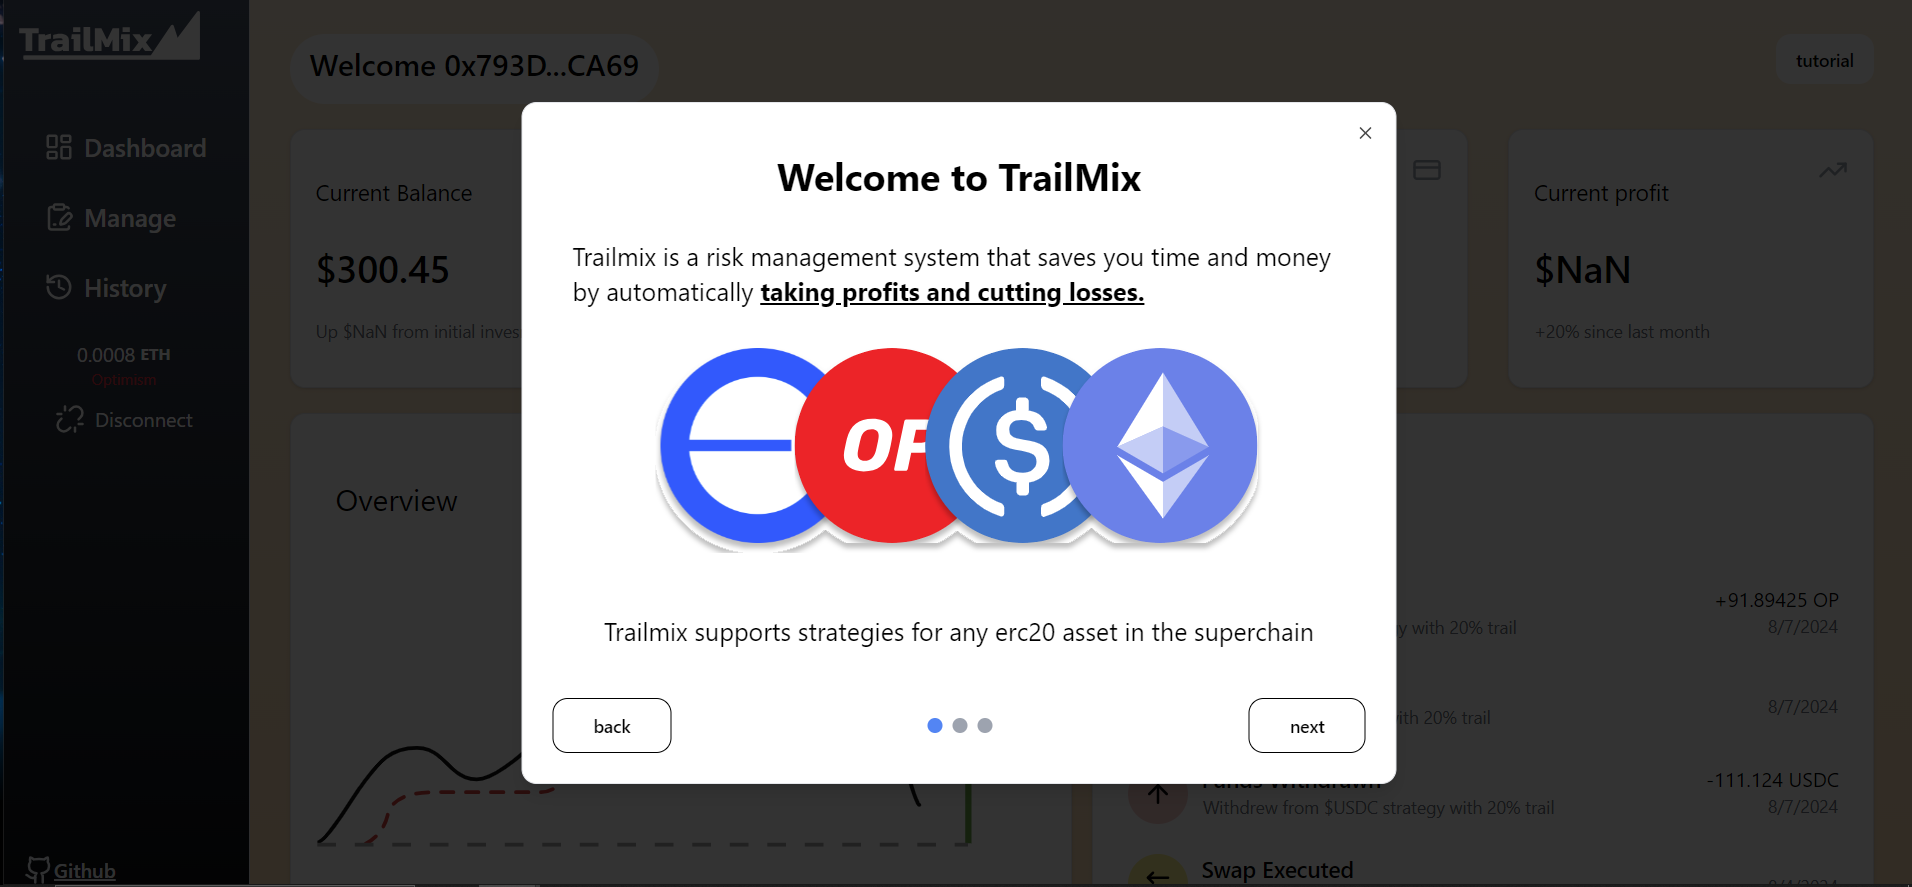 TrailMix
Dashboard
Manage
History
0.0008 ETH
Optimism
Disconnect
Github
Welcome 0x793D...CA69
tutorial
Current Balance
$300.45
Up $NaN from initial
Current profit
$NaN
+20% since last month
Overview
Welcome to TrailMix
Trailmix is a risk management system that saves you time and money
by automatically taking profits and cutting losses.
OP
$
Trailmix supports strategies for any erc20 asset in the superchain
back
next
+91.89425 OP
with 20% trail
8/7/2024
20% trail
8/7/2024
Funds Withdrawn
-111.124 USDC
Withdrew from $USDC strategy with 20% trail
8/7/2024
Swap Executed